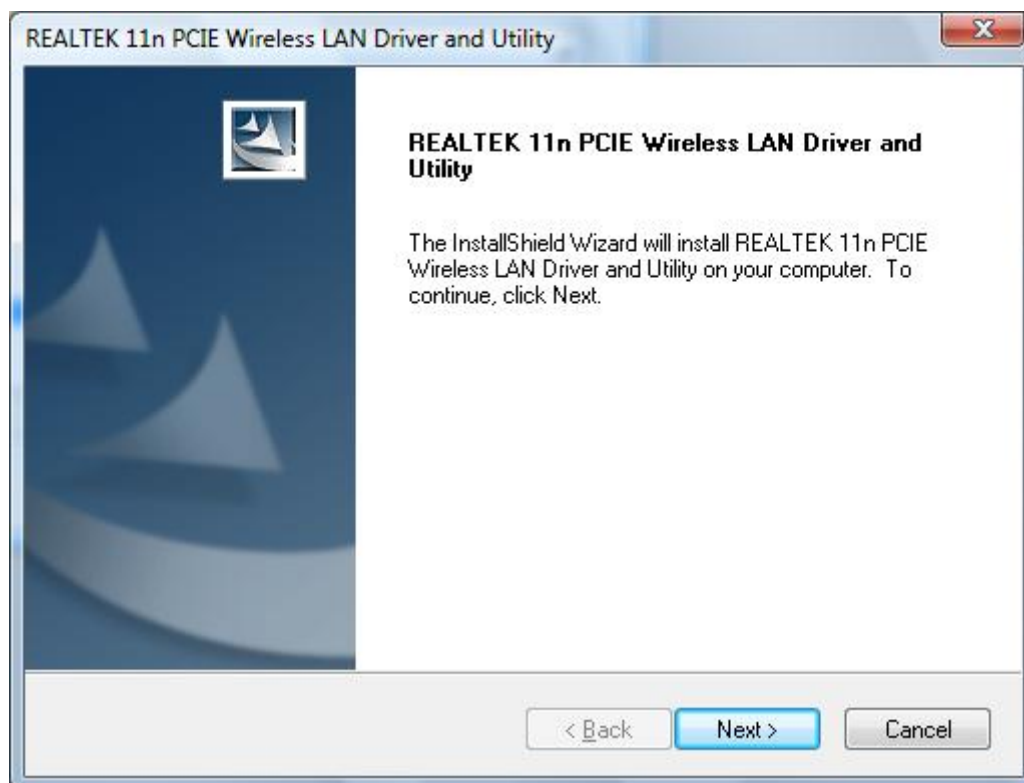 REALTEK 11n PCIE Wireless LAN Driver and Utility
REALTEK 11n PCIE Wireless LAN Driver and
Utility
The InstallShield Wizard will install REALTEK 11n PCIE
Wireless LAN Driver and Utility on your computer.  To
continue, click Next.
< Back
Next >
Cancel